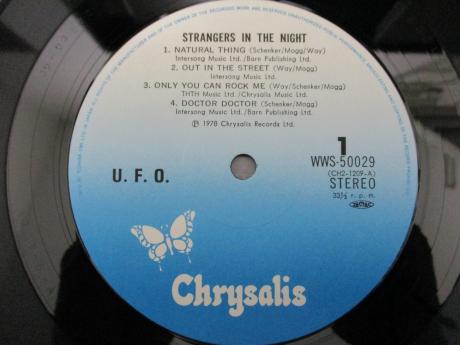 STRANGERS IN THE NIGHT
1. NATURAL THING (Schenker/Mogg/Way)
Intersong Music Ltd./Barn Publishing Ltd.
2. OUT IN THE STREET (Way/Mogg)
Intersong Music Ltd.
3. ONLY YOU CAN ROCK ME (Way/Schenker/Mogg)
THTH Music Ltd./Chrysalis Music Ltd.
4. DOCTOR DOCTOR (Schenker/Mogg)
Intersong Music Ltd./Barn Publishing Ltd.
Ⓟ 1978 Chrysalis Records Ltd.
1
WWS-50029
(CH2-1209-A)
STEREO
33⅓ r. p. m.
U. F. O.
Chrysalis